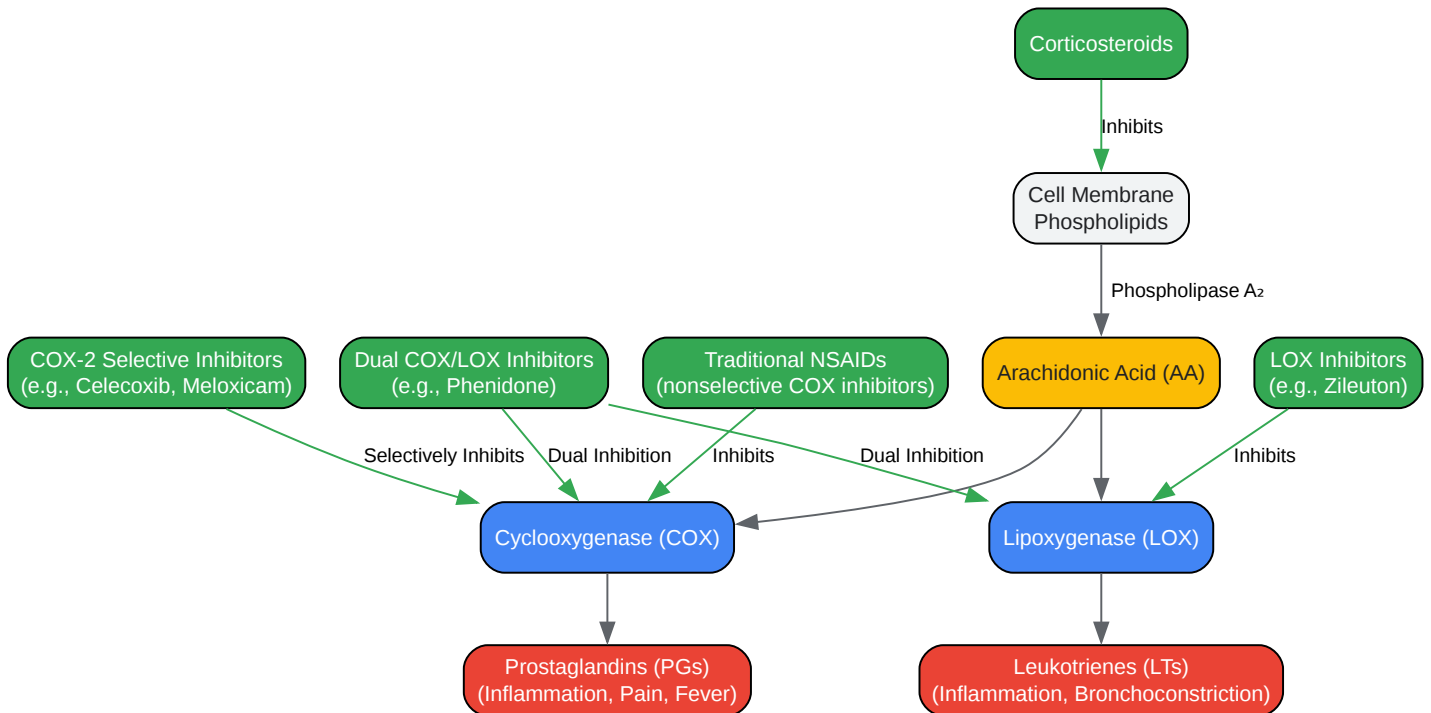 Corticosteroids
Inhibits
Cell Membrane
Phospholipids
Phospholipase A₂
COX-2 Selective Inhibitors
(e.g., Celecoxib, Meloxicam)
Dual COX/LOX Inhibitors
(e.g., Phenidone)
Traditional NSAIDs
(nonselective COX inhibitors)
Arachidonic Acid (AA)
LOX Inhibitors
(e.g., Zileuton)
Selectively Inhibits
Dual Inhibition
Inhibits
Dual Inhibition
Inhibits
Cyclooxygenase (COX)
Lipoxygenase (LOX)
Prostaglandins (PGs)
(Inflammation, Pain, Fever)
Leukotrienes (LTs)
(Inflammation, Bronchoconstriction)